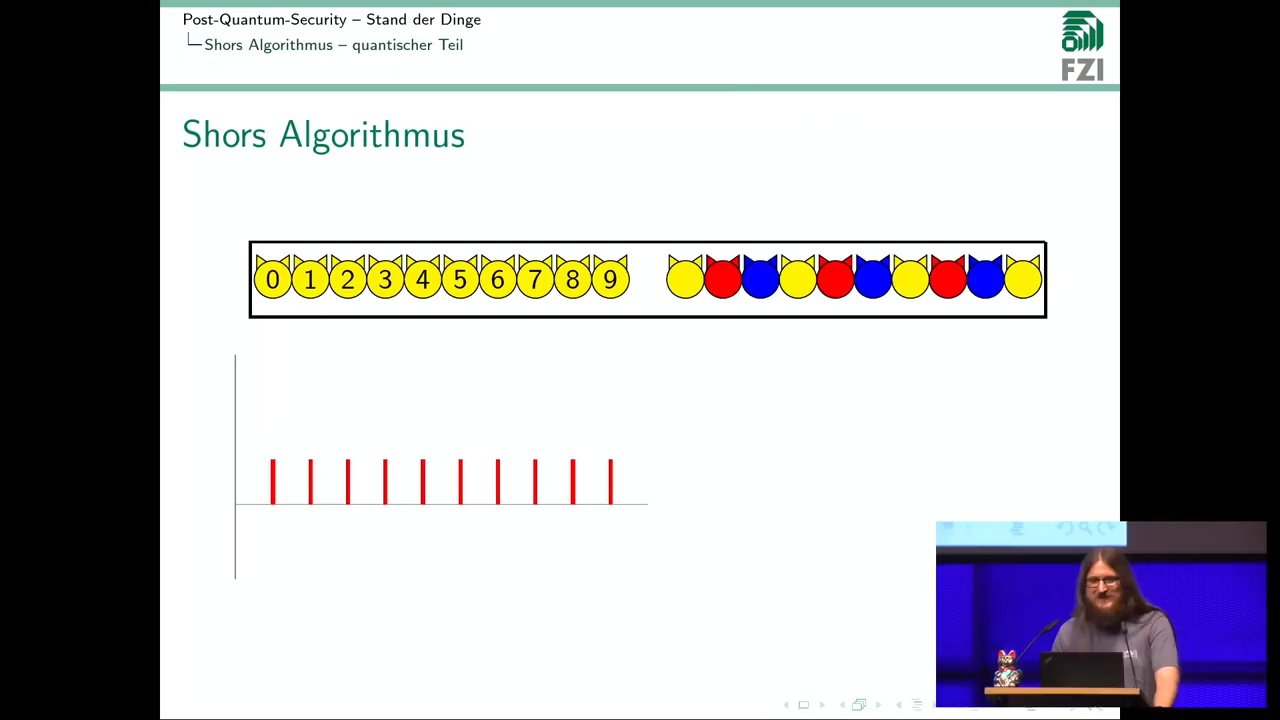 Post-Quantum-Security – Stand der Dinge
Shors Algorithmus – quantischer Teil
FZI
Shors Algorithmus
0 1 2 3 4 5 6 7 8 9